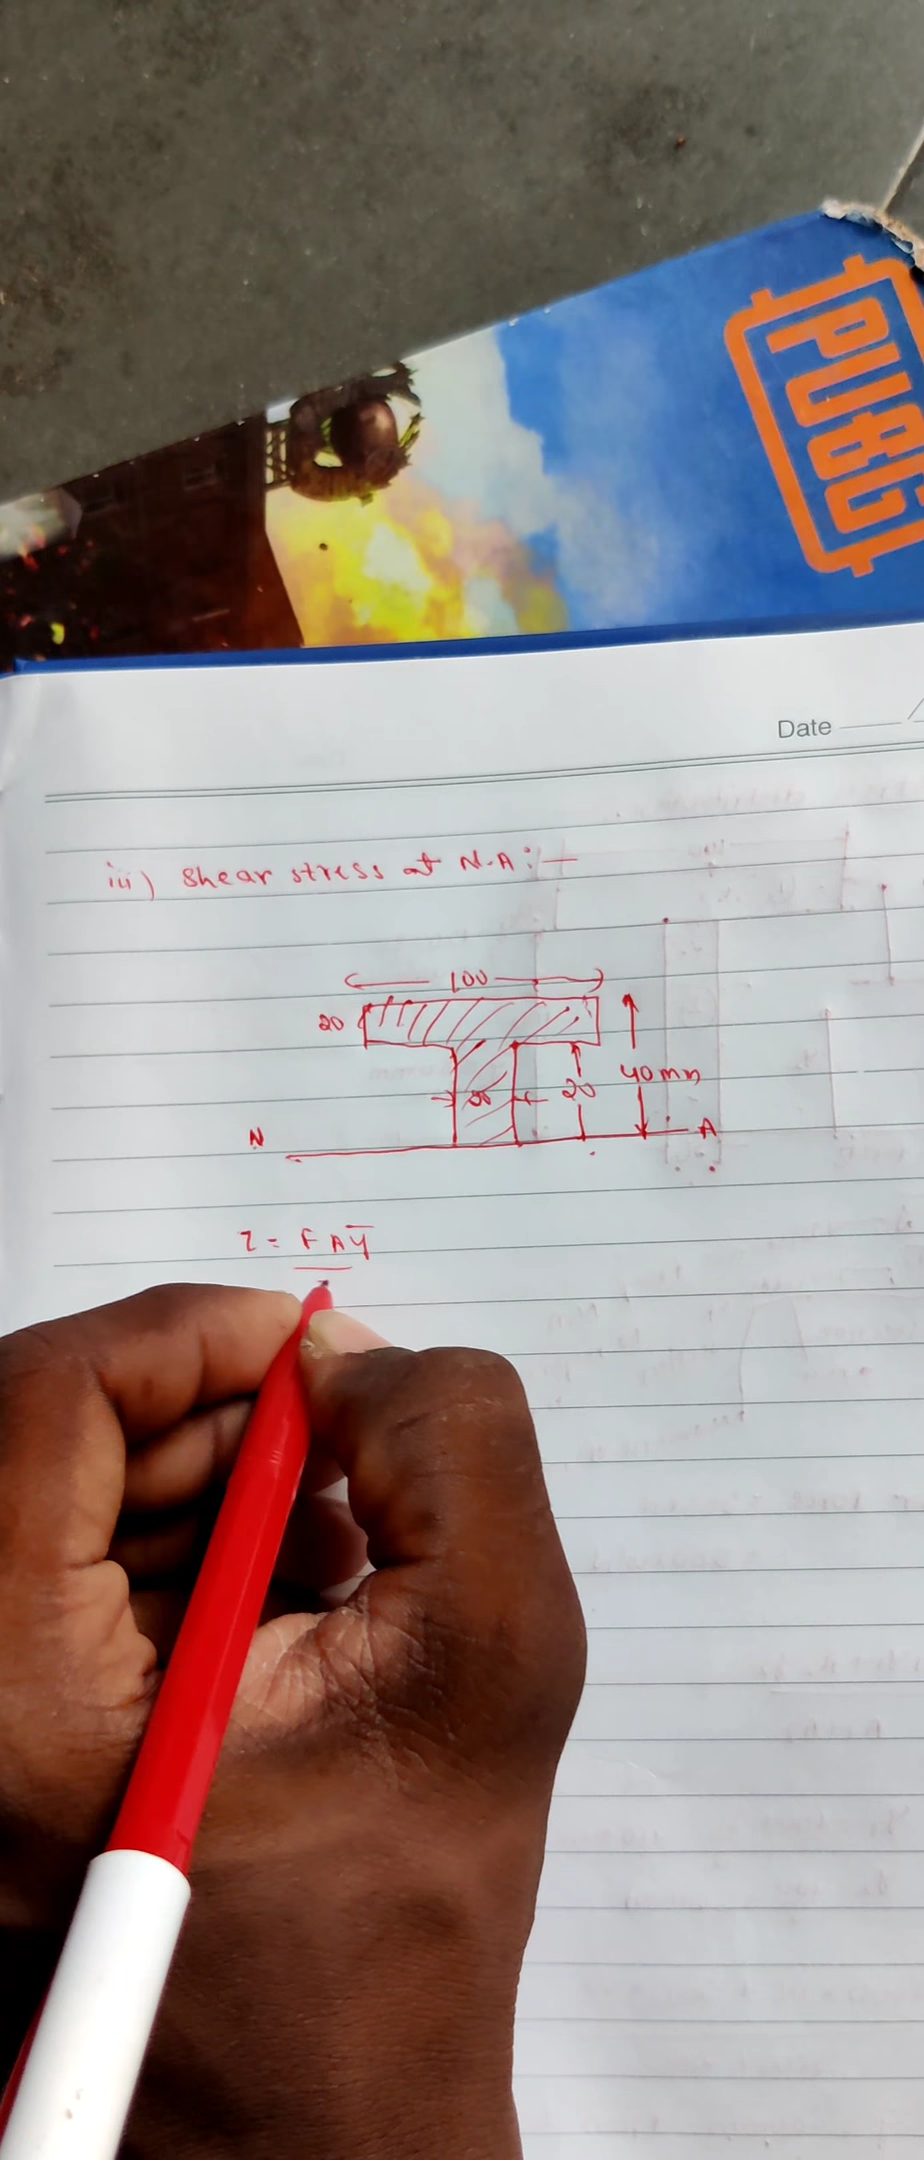 PUBG
Date
iii) Shear stress at N.A:-
100
20
20
20
40mm
N
A
τ = FAȳ